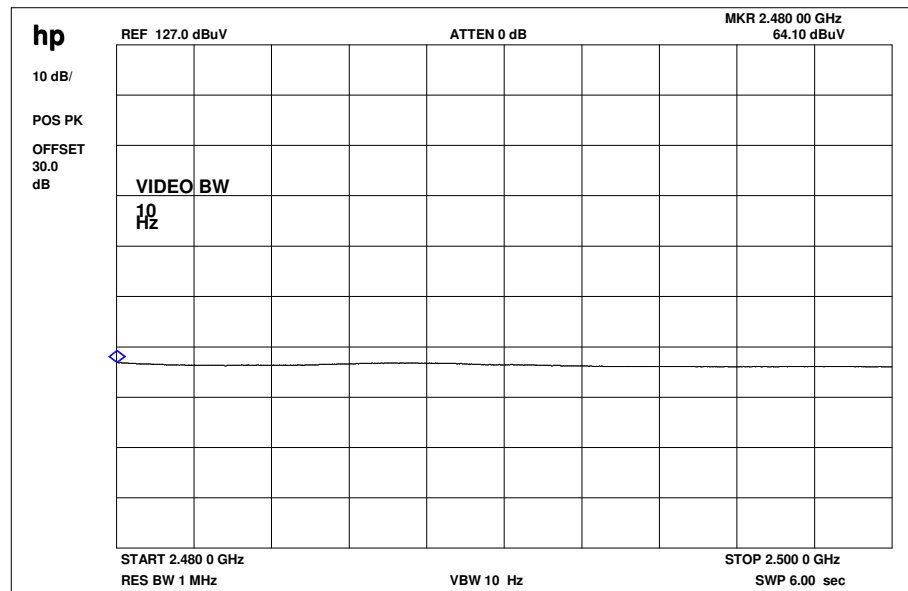 hp
REF 127.0 dBuV
ATTEN 0 dB
MKR 2.480 00 GHz
64.10 dBuV
10 dB/
POS PK
OFFSET
30.0
dB
VIDEO BW
10
Hz
START 2.480 0 GHz
STOP 2.500 0 GHz
RES BW 1 MHz
VBW 10 Hz
SWP 6.00 sec